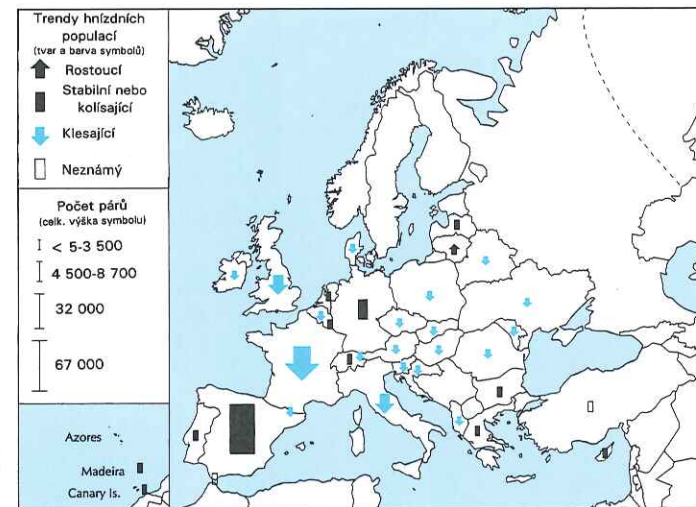 Trendy hnízdních
populací
(tvar a barva symbolů)
Rostoucí
Stabilní nebo
kolísající
Klesající
Neznámý
Počet párů
(celk. výška symbolu)
< 5-3 500
4 500-8 700
32 000
67 000
Azores
Madeira
Canary Is.